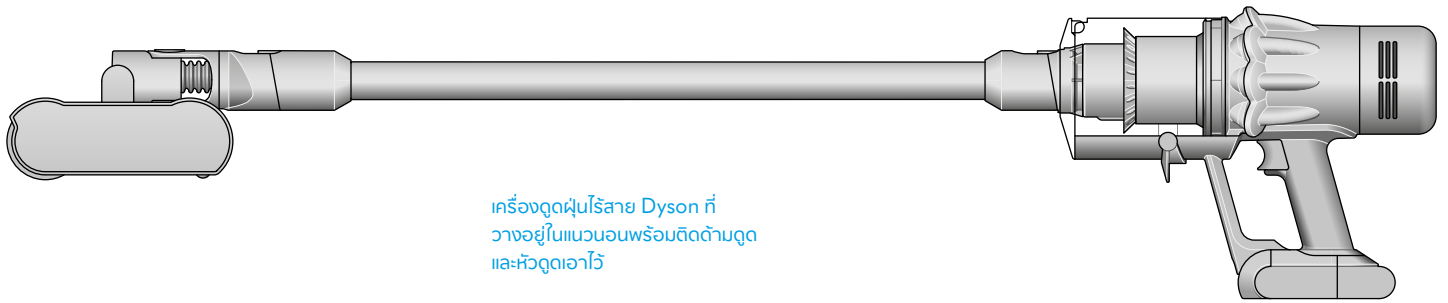 เครื่องดูดฝุ่นไร้สาย Dyson ที่
วางอยู่ในแนวนอนพร้อมติดด้ามดูด
และหัวดูดเอาไว้